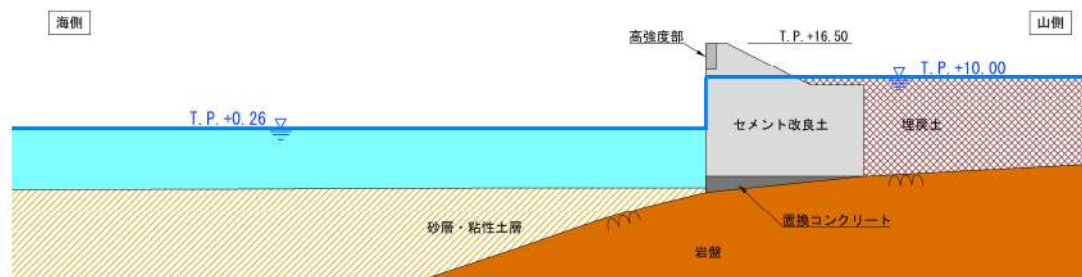 海側
山側
高強度部
T.P.+16.50
T.P.+10.00
T.P.+0.26
セメント改良土
埋戻土
置換コンクリート
砂層・粘性土層
岩盤